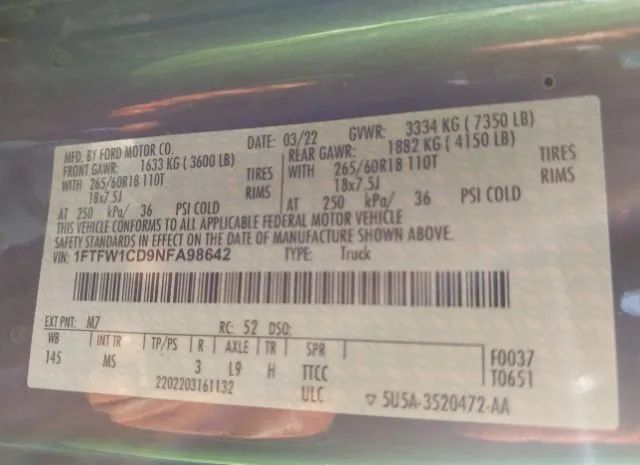 MFD. BY FORD MOTOR CO.
DATE: 03/22 GVWR: 3334 KG ( 7350 LB)
FRONT GAWR: 1633 KG ( 3600 LB)
REAR GAWR: 1882 KG ( 4150 LB)
WITH 265/60R18 110T TIRES
WITH 265/60R18 110T TIRES
18x7.5J RIMS
18x7.5J RIMS
AT 250 kPa/ 36 PSI COLD
AT 250 kPa/ 36 PSI COLD
THIS VEHICLE CONFORMS TO ALL APPLICABLE FEDERAL MOTOR VEHICLE
SAFETY STANDARDS IN EFFECT ON THE DATE OF MANUFACTURE SHOWN ABOVE.
VIN: 1FTFW1CD9NFA98642 TYPE: Truck
EXT PNT: M7 RC: 52 DSO:
WB INT TR TP/PS R AXLE TR SPR
145 MS 3 L9 H TTCC
F0037
T0651
2202203161132 ULC
5U5A-3520472-AA